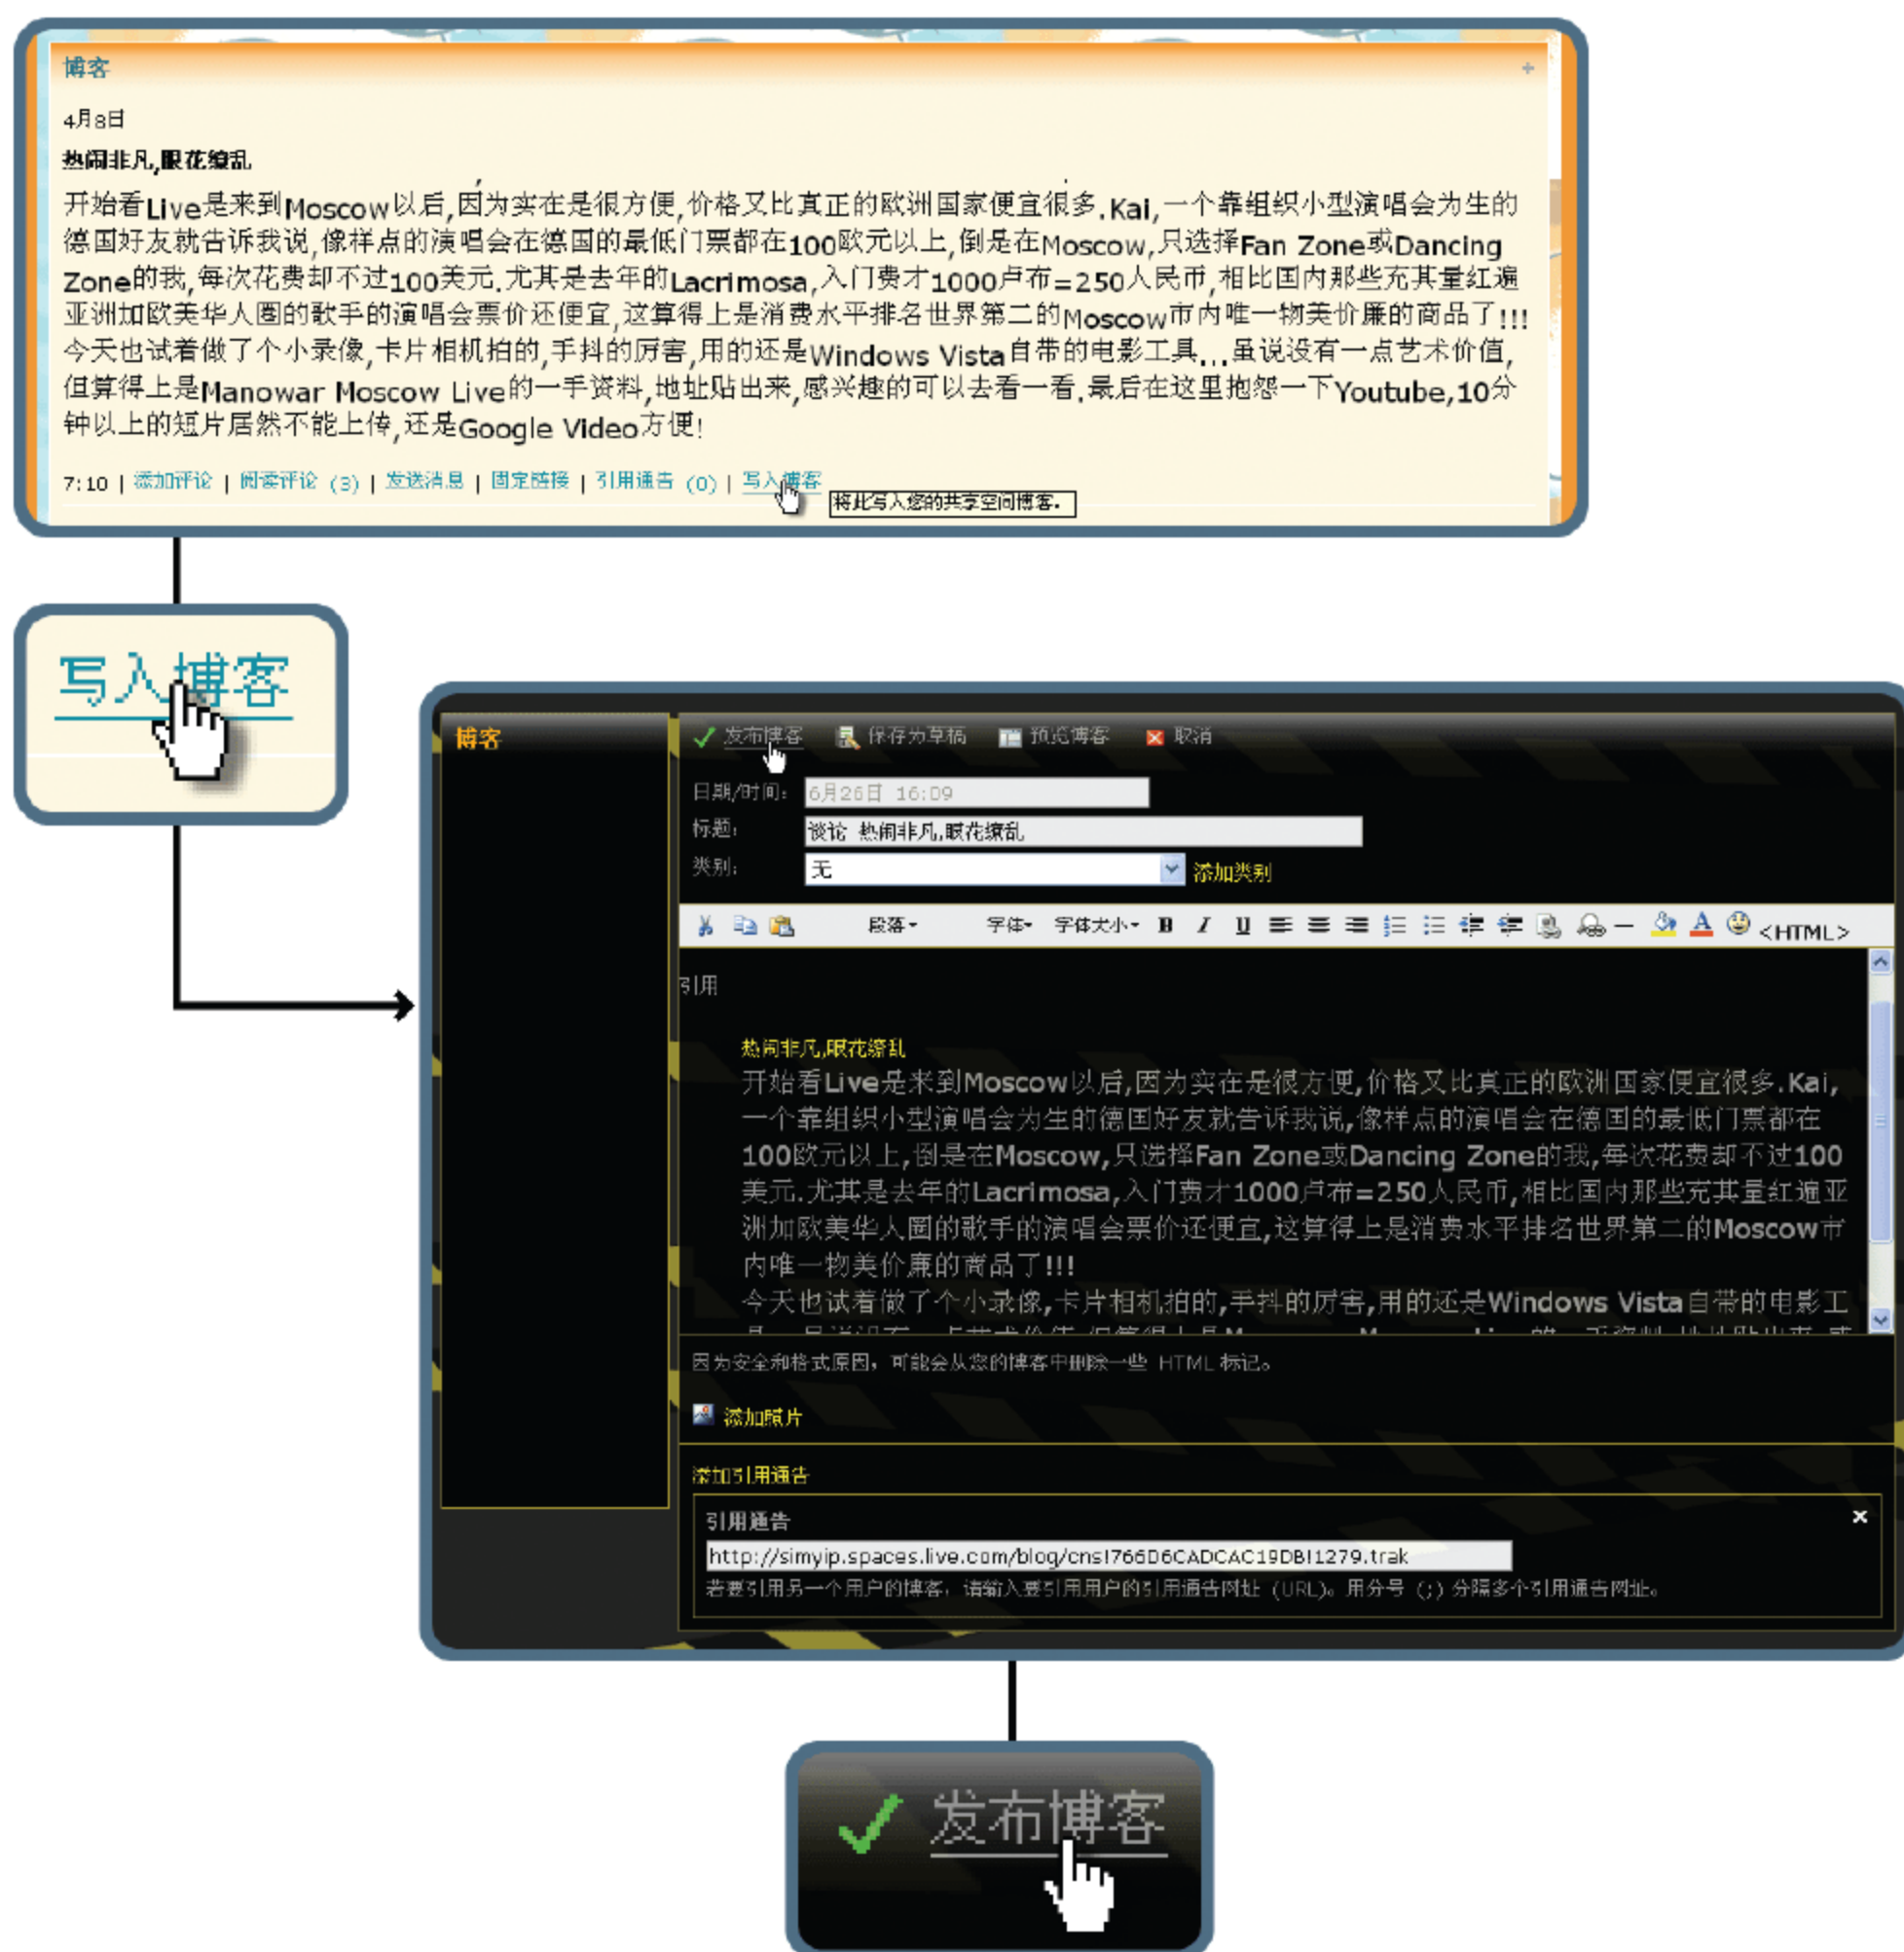 博客
4月8日
热闹非凡,眼花缭乱
开始看Live是来到Moscow以后,因为实在是很方便,价格又比真正的欧洲国家便宜很多.Kai,一个靠组织小型演唱会为生的
德国好友就告诉我说,像样点的演唱会在德国的最低门票都在100欧元以上,倒是在Moscow,只选择Fan Zone或Dancing
Zone的我,每次花费却不过100美元.尤其是去年的Lacrimosa,入门费才1000卢布=250人民币,相比国内那些充其量红遍
亚洲加欧美华人圈的歌手的演唱会票价还便宜,这算得上是消费水平排名世界第二的Moscow市内唯一物美价廉的商品了!!!
今天也试着做了个小录像,卡片相机拍的,手抖的厉害,用的还是Windows Vista自带的电影工具...虽说没有一点艺术价值,
但算得上是Manowar Moscow Live的一手资料,地址贴出来,感兴趣的可以去看一看.最后在这里抱怨一下Youtube,10分
钟以上的短片居然不能上传,还是Google Video方便!
7:10 | 添加评论 | 阅读评论 (3) | 发送消息 | 固定链接 | 引用通告 (0) | 写入博客
将此写入您的共享空间博客.
写入博客
博客
发布博客 保存为草稿 预览博客 取消
日期/时间: 6月26日 16:09
标题: 谈论 热闹非凡,眼花缭乱
类别: 无 添加类别
段落 字体 字体大小 B I U A <HTML>
引用
热闹非凡,眼花缭乱
开始看Live是来到Moscow以后,因为实在是很方便,价格又比真正的欧洲国家便宜很多.Kai,
一个靠组织小型演唱会为生的德国好友就告诉我说,像样点的演唱会在德国的最低门票都在
100欧元以上,倒是在Moscow,只选择Fan Zone或Dancing Zone的我,每次花费却不过100
美元.尤其是去年的Lacrimosa,入门费才1000卢布=250人民币,相比国内那些充其量红遍亚
洲加欧美华人圈的歌手的演唱会票价还便宜,这算得上是消费水平排名世界第二的Moscow市
内唯一物美价廉的商品了!!!
今天也试着做了个小录像,卡片相机拍的,手抖的厉害,用的还是Windows Vista自带的电影工
因为安全和格式原因，可能会从您的博客中删除一些 HTML 标记。
添加照片
添加引用通告
引用通告
http://simyip.spaces.live.com/blog/cns!766D6CADCAC19DB!1279.trak
若要引用另一个用户的博客，请输入要引用用户的引用通告网址 (URL)。用分号 (;) 分隔多个引用通告网址。
发布博客